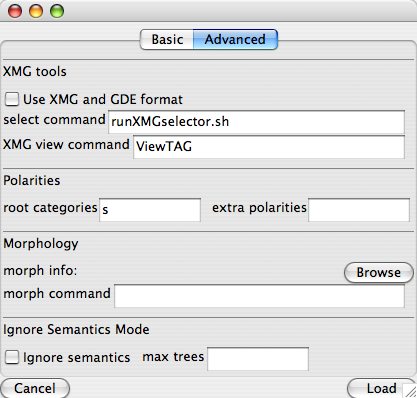 Basic Advanced
XMG tools
Use XMG and GDE format
select command runXMGselector.sh
XMG view command ViewTAG
Polarities
root categories s extra polarities
Morphology
morph info: Browse
morph command
Ignore Semantics Mode
Ignore semantics max trees
Cancel Load